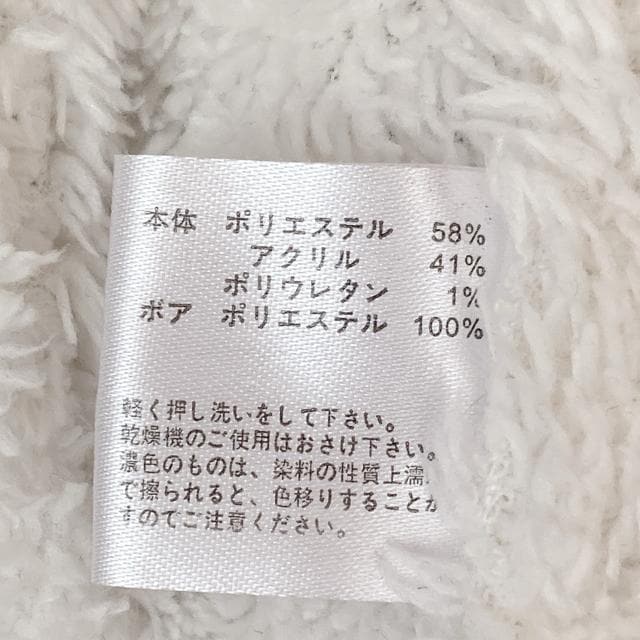 本体 ポリエステル 58%
アクリル 41%
ポリウレタン 1%
ボア ポリエステル 100%
軽く押し洗いをして下さい。
乾燥機のご使用はおさけ下さい。
濃色のものは、染料の性質上濡
で擦られると、色移りすることが
すのでご注意ください。